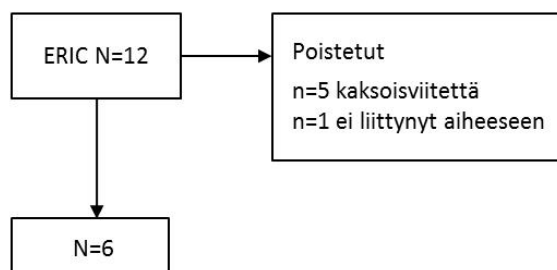 ERIC N=12
Poistetut
n=5 kaksoisviitettä
n=1 ei liittynyt aiheeseen
N=6